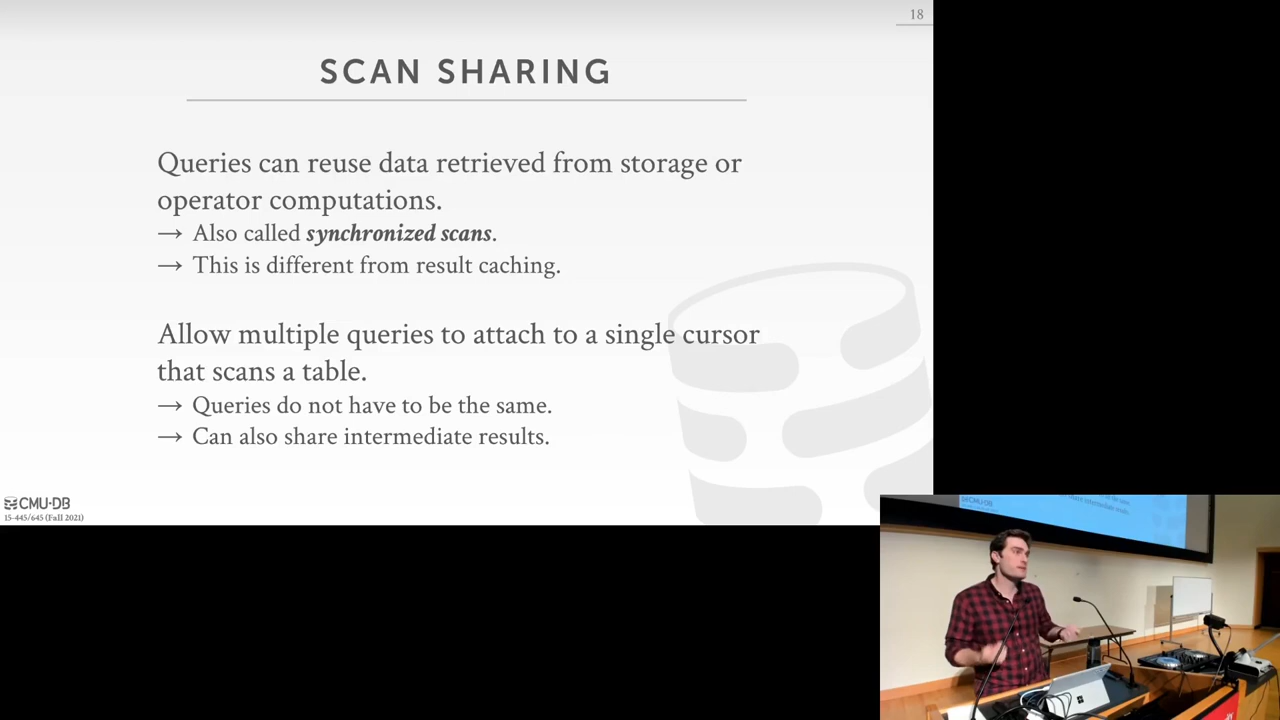 18
SCAN SHARING
Queries can reuse data retrieved from storage or
operator computations.
→ Also called synchronized scans.
→ This is different from result caching.
Allow multiple queries to attach to a single cursor
that scans a table.
→ Queries do not have to be the same.
→ Can also share intermediate results.
CMU·DB
15-445/645 (Fall 2021)